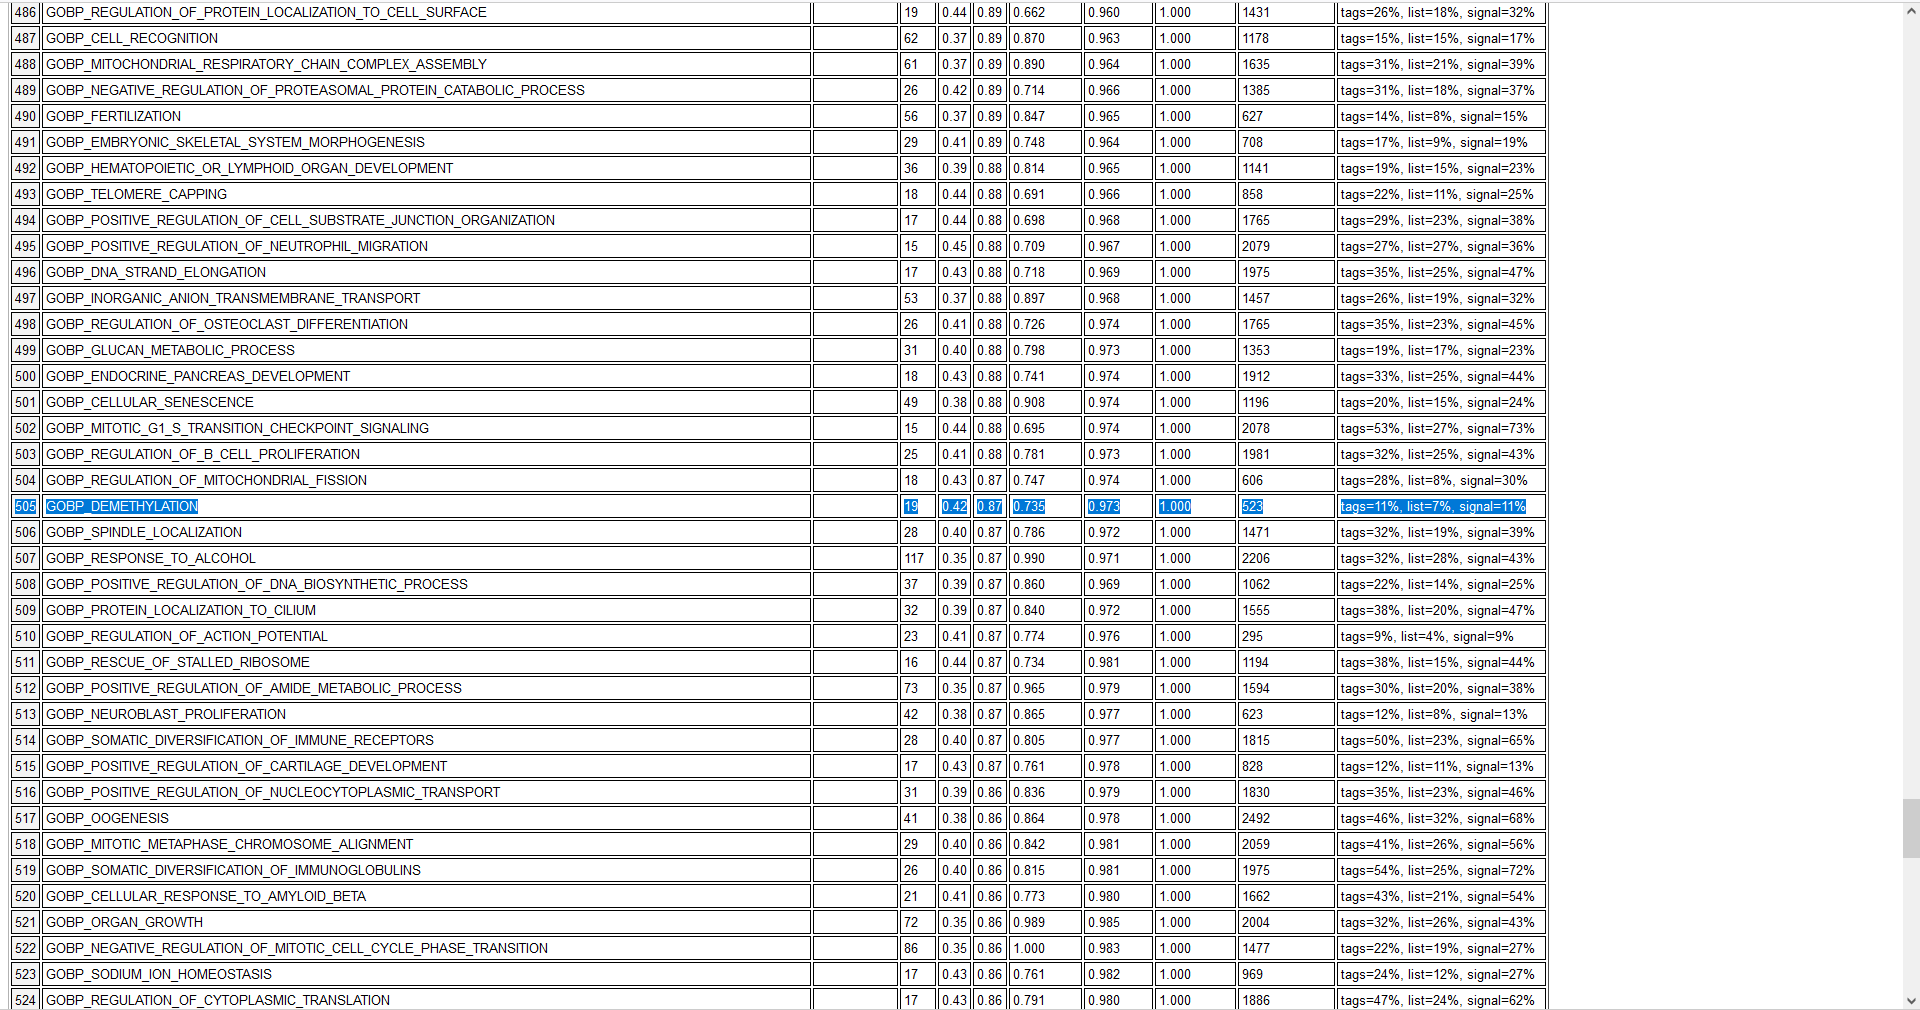 486 GOBP_REGULATION_OF_PROTEIN_LOCALIZATION_TO_CELL_SURFACE 19 0.44 0.89 0.662 0.960 1.000 1431 tags=26%, list=18%, signal=32%
487 GOBP_CELL_RECOGNITION 62 0.37 0.89 0.870 0.963 1.000 1178 tags=15%, list=15%, signal=17%
488 GOBP_MITOCHONDRIAL_RESPIRATORY_CHAIN_COMPLEX_ASSEMBLY 61 0.37 0.89 0.890 0.964 1.000 1635 tags=31%, list=21%, signal=39%
489 GOBP_NEGATIVE_REGULATION_OF_PROTEASOMAL_PROTEIN_CATABOLIC_PROCESS 26 0.42 0.89 0.714 0.966 1.000 1385 tags=31%, list=18%, signal=37%
490 GOBP_FERTILIZATION 56 0.37 0.89 0.847 0.965 1.000 627 tags=14%, list=8%, signal=15%
491 GOBP_EMBRYONIC_SKELETAL_SYSTEM_MORPHOGENESIS 29 0.41 0.89 0.748 0.964 1.000 708 tags=17%, list=9%, signal=19%
492 GOBP_HEMATOPOIETIC_OR_LYMPHOID_ORGAN_DEVELOPMENT 36 0.39 0.88 0.814 0.965 1.000 1141 tags=19%, list=15%, signal=23%
493 GOBP_TELOMERE_CAPPING 18 0.44 0.88 0.691 0.966 1.000 858 tags=22%, list=11%, signal=25%
494 GOBP_POSITIVE_REGULATION_OF_CELL_SUBSTRATE_JUNCTION_ORGANIZATION 17 0.44 0.88 0.698 0.968 1.000 1765 tags=29%, list=23%, signal=38%
495 GOBP_POSITIVE_REGULATION_OF_NEUTROPHIL_MIGRATION 15 0.45 0.88 0.709 0.967 1.000 2079 tags=27%, list=27%, signal=36%
496 GOBP_DNA_STRAND_ELONGATION 17 0.43 0.88 0.718 0.969 1.000 1975 tags=35%, list=25%, signal=47%
497 GOBP_INORGANIC_ANION_TRANSMEMBRANE_TRANSPORT 53 0.37 0.88 0.897 0.968 1.000 1457 tags=26%, list=19%, signal=32%
498 GOBP_REGULATION_OF_OSTEOCLAST_DIFFERENTIATION 26 0.41 0.88 0.726 0.974 1.000 1765 tags=35%, list=23%, signal=45%
499 GOBP_GLUCAN_METABOLIC_PROCESS 31 0.40 0.88 0.798 0.973 1.000 1353 tags=19%, list=17%, signal=23%
500 GOBP_ENDOCRINE_PANCREAS_DEVELOPMENT 18 0.43 0.88 0.741 0.974 1.000 1912 tags=33%, list=25%, signal=44%
501 GOBP_CELLULAR_SENESCENCE 49 0.38 0.88 0.908 0.974 1.000 1196 tags=20%, list=15%, signal=24%
502 GOBP_MITOTIC_G1_S_TRANSITION_CHECKPOINT_SIGNALING 15 0.44 0.88 0.695 0.974 1.000 2078 tags=53%, list=27%, signal=73%
503 GOBP_REGULATION_OF_B_CELL_PROLIFERATION 25 0.41 0.88 0.781 0.973 1.000 1981 tags=32%, list=25%, signal=43%
504 GOBP_REGULATION_OF_MITOCHONDRIAL_FISSION 18 0.43 0.87 0.747 0.974 1.000 606 tags=28%, list=8%, signal=30%
505 GOBP_DEMETHYLATION 19 0.42 0.87 0.735 0.973 1.000 523 tags=11%, list=7%, signal=11%
506 GOBP_SPINDLE_LOCALIZATION 28 0.40 0.87 0.786 0.972 1.000 1471 tags=32%, list=19%, signal=39%
507 GOBP_RESPONSE_TO_ALCOHOL 117 0.35 0.87 0.990 0.971 1.000 2206 tags=32%, list=28%, signal=43%
508 GOBP_POSITIVE_REGULATION_OF_DNA_BIOSYNTHETIC_PROCESS 37 0.39 0.87 0.860 0.969 1.000 1062 tags=22%, list=14%, signal=25%
509 GOBP_PROTEIN_LOCALIZATION_TO_CILIUM 32 0.39 0.87 0.840 0.972 1.000 1555 tags=38%, list=20%, signal=47%
510 GOBP_REGULATION_OF_ACTION_POTENTIAL 23 0.41 0.87 0.774 0.976 1.000 295 tags=9%, list=4%, signal=9%
511 GOBP_RESCUE_OF_STALLED_RIBOSOME 16 0.44 0.87 0.734 0.981 1.000 1194 tags=38%, list=15%, signal=44%
512 GOBP_POSITIVE_REGULATION_OF_AMIDE_METABOLIC_PROCESS 73 0.35 0.87 0.965 0.979 1.000 1594 tags=30%, list=20%, signal=38%
513 GOBP_NEUROBLAST_PROLIFERATION 42 0.38 0.87 0.865 0.977 1.000 623 tags=12%, list=8%, signal=13%
514 GOBP_SOMATIC_DIVERSIFICATION_OF_IMMUNE_RECEPTORS 28 0.40 0.87 0.805 0.977 1.000 1815 tags=50%, list=23%, signal=65%
515 GOBP_POSITIVE_REGULATION_OF_CARTILAGE_DEVELOPMENT 17 0.43 0.87 0.761 0.978 1.000 828 tags=12%, list=11%, signal=13%
516 GOBP_POSITIVE_REGULATION_OF_NUCLEOCYTOPLASMIC_TRANSPORT 31 0.39 0.86 0.836 0.979 1.000 1830 tags=35%, list=23%, signal=46%
517 GOBP_OOGENESIS 41 0.38 0.86 0.864 0.978 1.000 2492 tags=46%, list=32%, signal=68%
518 GOBP_MITOTIC_METAPHASE_CHROMOSOME_ALIGNMENT 29 0.40 0.86 0.842 0.981 1.000 2059 tags=41%, list=26%, signal=56%
519 GOBP_SOMATIC_DIVERSIFICATION_OF_IMMUNOGLOBULINS 26 0.40 0.86 0.815 0.981 1.000 1975 tags=54%, list=25%, signal=72%
520 GOBP_CELLULAR_RESPONSE_TO_AMYLOID_BETA 21 0.41 0.86 0.773 0.980 1.000 1662 tags=43%, list=21%, signal=54%
521 GOBP_ORGAN_GROWTH 72 0.35 0.86 0.989 0.985 1.000 2004 tags=32%, list=26%, signal=43%
522 GOBP_NEGATIVE_REGULATION_OF_MITOTIC_CELL_CYCLE_PHASE_TRANSITION 86 0.35 0.86 1.000 0.983 1.000 1477 tags=22%, list=19%, signal=27%
523 GOBP_SODIUM_ION_HOMEOSTASIS 17 0.43 0.86 0.761 0.982 1.000 969 tags=24%, list=12%, signal=27%
524 GOBP_REGULATION_OF_CYTOPLASMIC_TRANSLATION 17 0.43 0.86 0.791 0.980 1.000 1886 tags=47%, list=24%, signal=62%